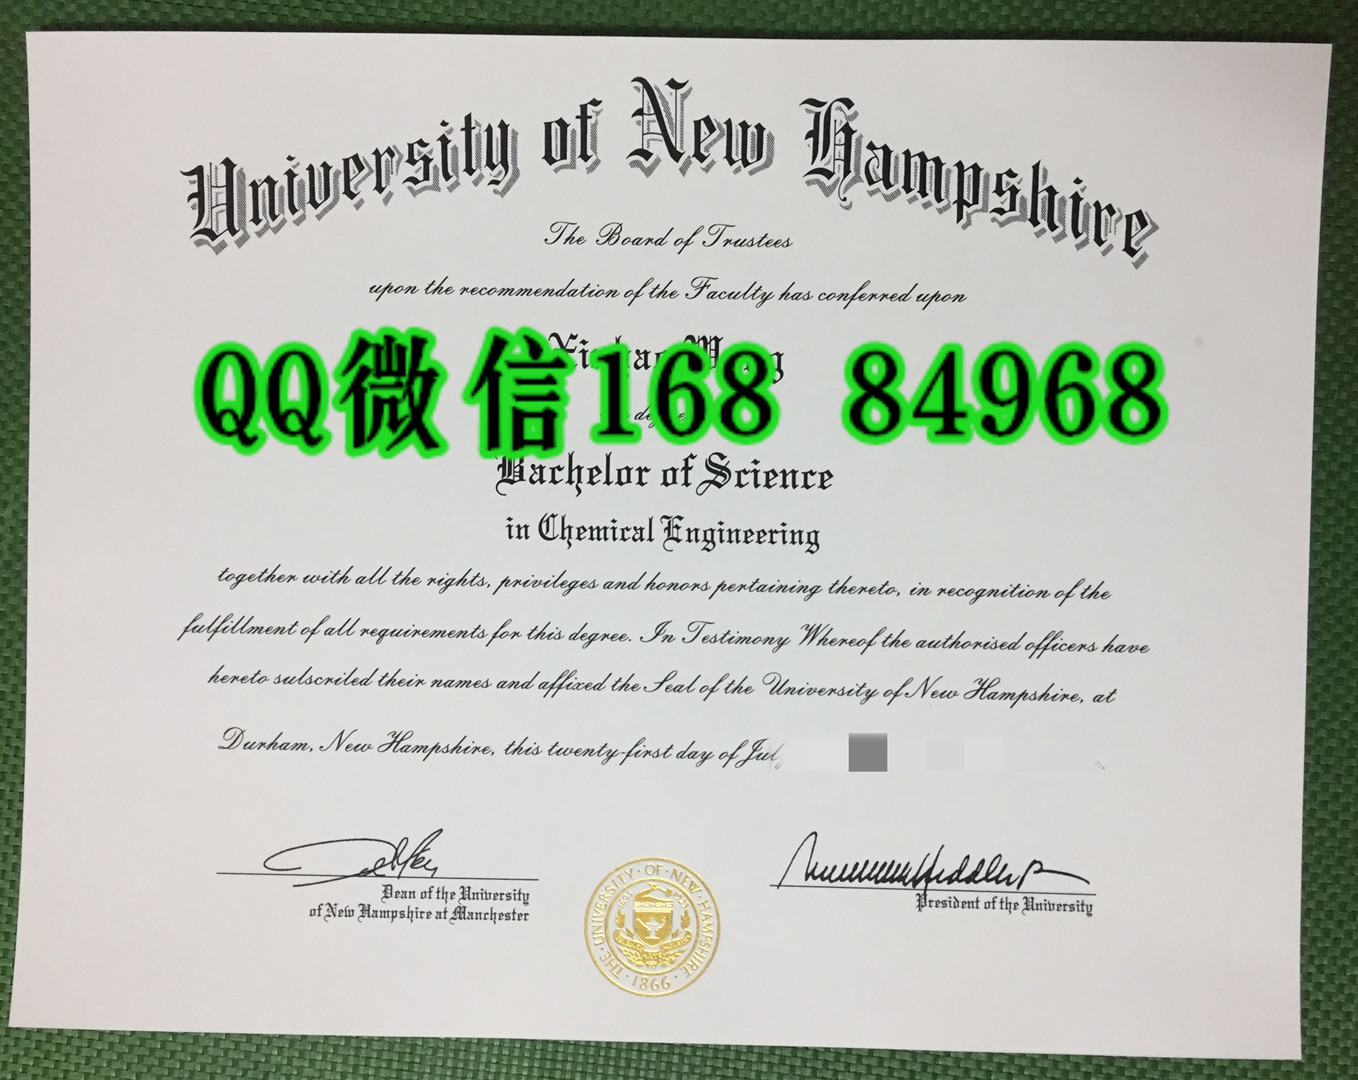 University of New Hampshire
The Board of Trustees
upon the recommendation of the Faculty has conferred upon
QQ微信168 84968
Bachelor of Science
in Chemical Engineering
together with all the rights, privileges and honors pertaining thereto, in recognition of the
fulfillment of all requirements for this degree. In Testimony Whereof the authorised officers have
hereto sulscriled their names and affixed the Seal of the University of New Hampshire, at
Durham, New Hampshire, this twenty-first day of July
Dean of the University
of New Hampshire at Manchester
President of the University
THE · UNIVERSITY · OF · NEW · HAMPSHIRE · 1866